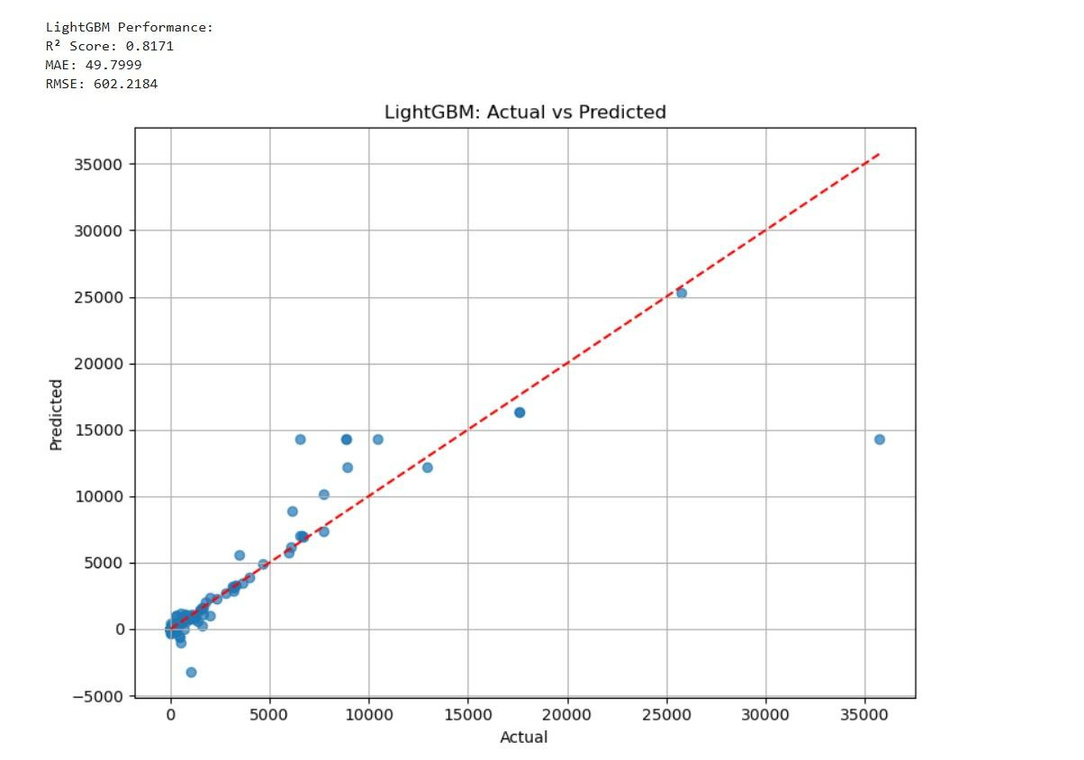 LightGBM Performance:
R² Score: 0.8171
MAE: 49.7999
RMSE: 602.2184
LightGBM: Actual vs Predicted
35000
30000
25000
20000
15000
10000
5000
0
−5000
Predicted
0
5000
10000
15000
20000
25000
30000
35000
Actual